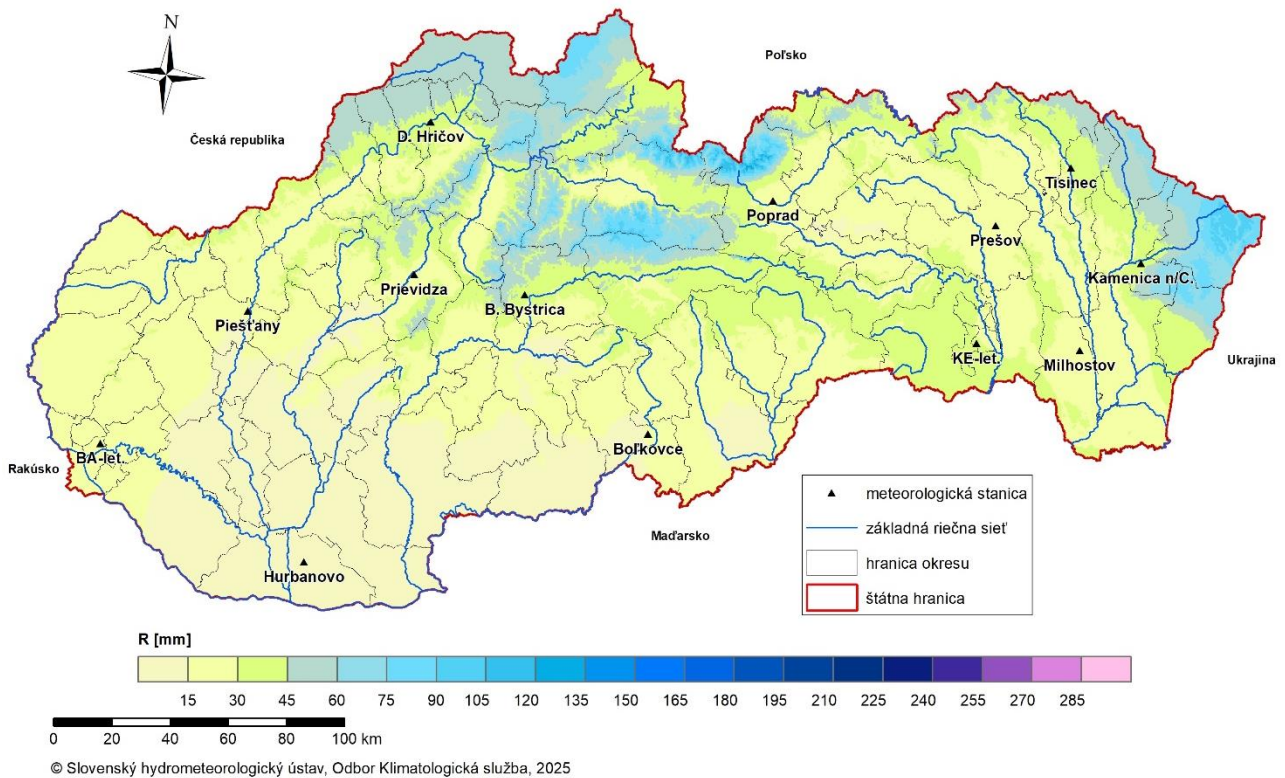 N
Poľsko
Česká republika
D. Hričov
Tisinec
Poprad
Prešov
Kamenica n/C.
Prievidza
B. Bystrica
Piešťany
KE-let.
Milhostov
Ukrajina
Boľkovce
BA-let.
Rakúsko
Maďarsko
Hurbanovo
meteorologická stanica
základná riečna sieť
hranica okresu
štátna hranica
R [mm]
15 30 45 60 75 90 105 120 135 150 165 180 195 210 225 240 255 270 285
0 20 40 60 80 100 km
© Slovenský hydrometeorologický ústav, Odbor Klimatologická služba, 2025